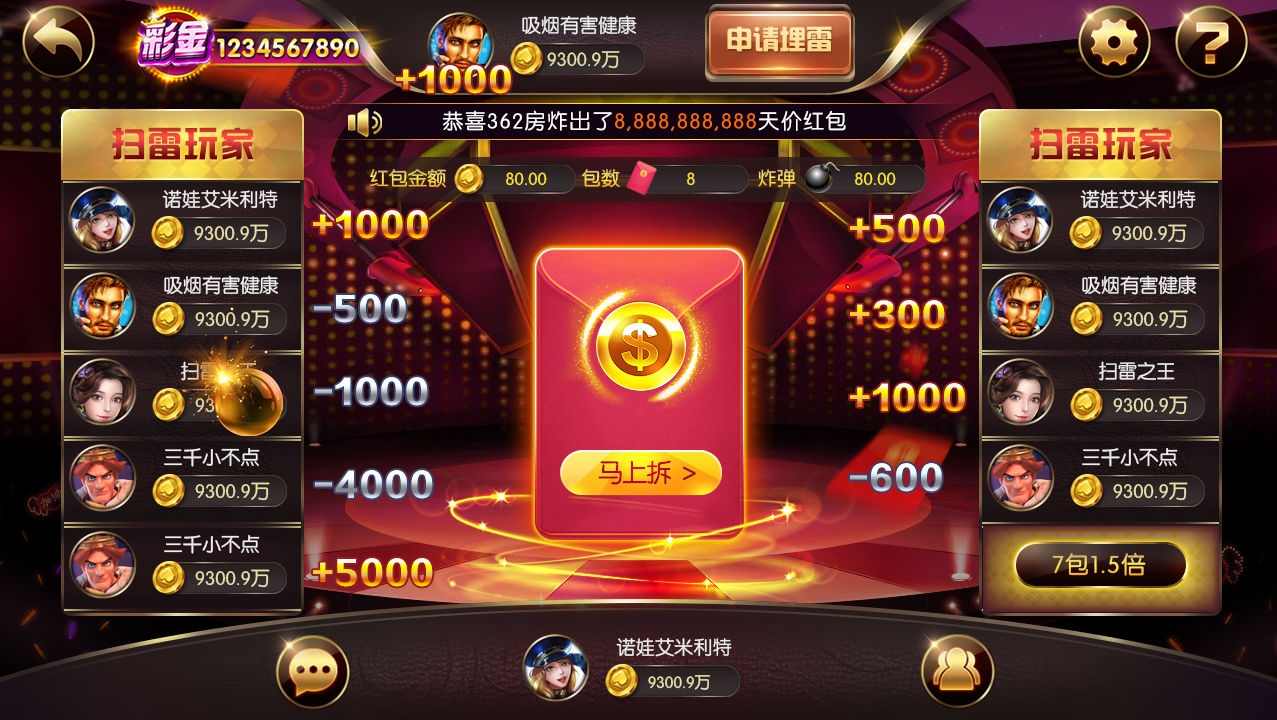 彩金 1234567890
吸烟有害健康
9300.9万
+1000
申请埋雷
?
恭喜362房炸出了8,888,888,888天价红包
红包金额 80.00 包数 8 炸弹 80.00
扫雷玩家
诺娃艾米利特
9300.9万
+1000
吸烟有害健康
9300.9万
-500
扫
93
-1000
三千小不点
9300.9万
-4000
三千小不点
9300.9万
+5000
$
马上拆 >
扫雷玩家
诺娃艾米利特
9300.9万
+500
吸烟有害健康
9300.9万
+300
扫雷之王
9300.9万
+1000
三千小不点
9300.9万
-600
7包1.5倍
诺娃艾米利特
9300.9万